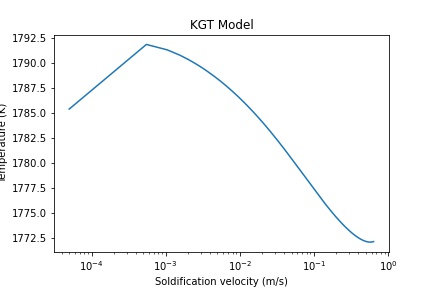 KGT Model
1792.5
1790.0
1787.5
1785.0
1782.5
1780.0
1777.5
1775.0
1772.5
Temperature (K)
10⁻⁴ 10⁻³ 10⁻² 10⁻¹ 10⁰
Soldification velocity (m/s)